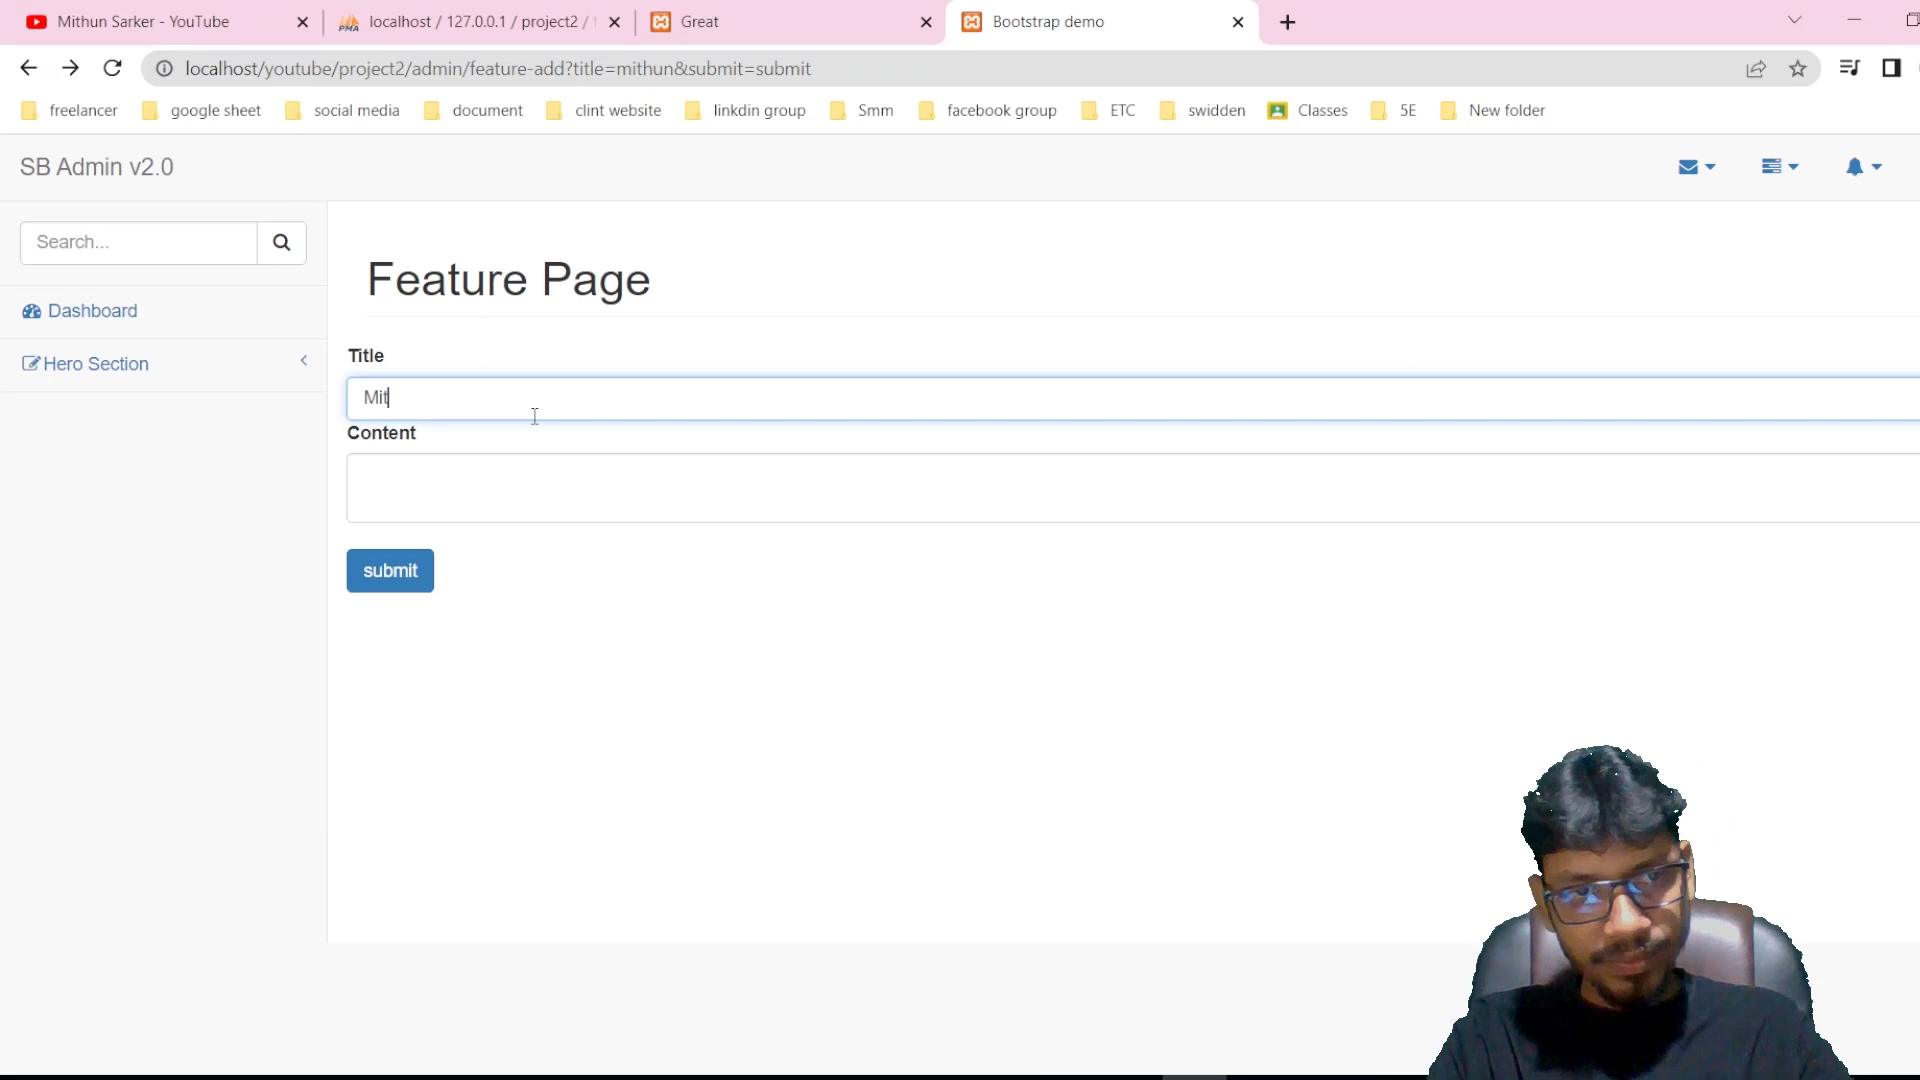 Mithun Sarker - YouTube
localhost / 127.0.0.1 / project2 /
Great
Bootstrap demo
localhost/youtube/project2/admin/feature-add?title=mithun&submit=submit
freelancer
google sheet
social media
document
clint website
linkdin group
Smm
facebook group
ETC
swidden
Classes
5E
New folder
SB Admin v2.0
Search...
Dashboard
Hero Section
Feature Page
Title
Mit
Content
submit